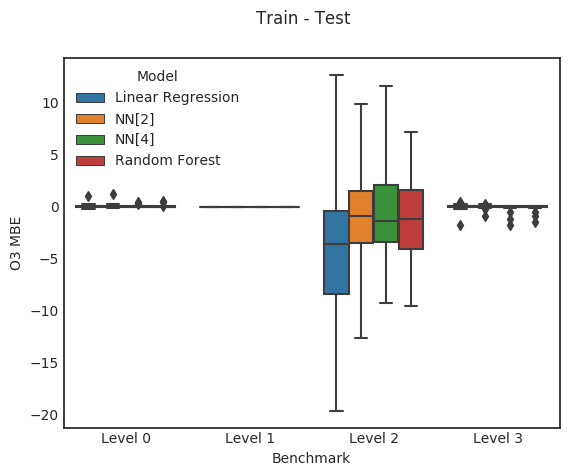 Train - Test
Model
Linear Regression
NN[2]
NN[4]
Random Forest
10
5
0
−5
−10
−15
−20
O3 MBE
Level 0
Level 1
Level 2
Level 3
Benchmark